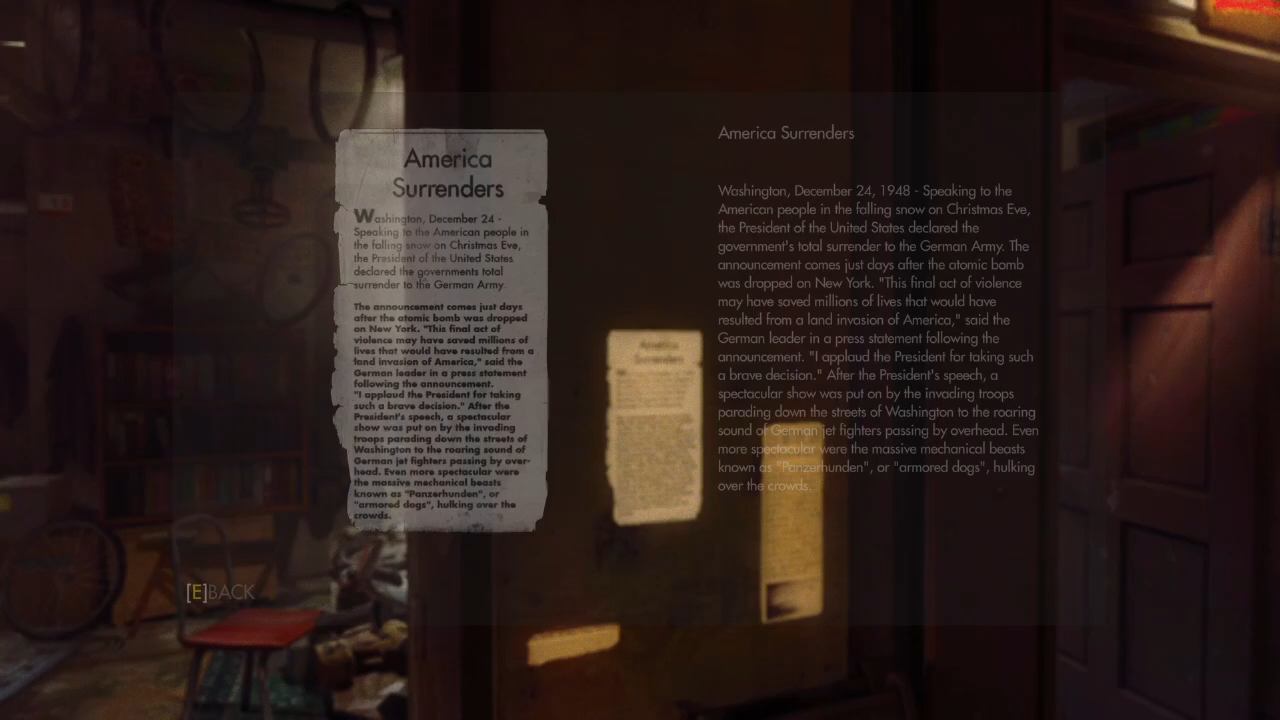 America
Surrenders
Washington, December 24 -
Speaking to the American people in
the falling snow on Christmas Eve,
the President of the United States
declared the governments total
surrender to the German Army.
The announcement comes just days
after the atomic bomb was dropped
on New York. "This final act of
violence may have saved millions of
lives that would have resulted from a
land invasion of America," said the
German leader in a press statement
following the announcement.
"I applaud the President for taking
such a brave decision." After the
President's speech, a spectacular
show was put on by the invading
troops parading down the streets of
Washington to the roaring sound of
German jet fighters passing by over-
head. Even more spectacular were
the massive mechanical beasts
known as "Panzerhunden", or
"armored dogs", hulking over the
crowds.
America
Surrenders
America Surrenders
Washington, December 24, 1948 - Speaking to the
American people in the falling snow on Christmas Eve,
the President of the United States declared the
government's total surrender to the German Army. The
announcement comes just days after the atomic bomb
was dropped on New York. "This final act of violence
may have saved millions of lives that would have
resulted from a land invasion of America," said the
German leader in a press statement following the
announcement. "I applaud the President for taking such
a brave decision." After the President's speech, a
spectacular show was put on by the invading troops
parading down the streets of Washington to the roaring
sound of German jet fighters passing by overhead. Even
more spectacular were the massive mechanical beasts
known as "Panzerhunden", or "armored dogs", hulking
over the crowds.
[E]BACK